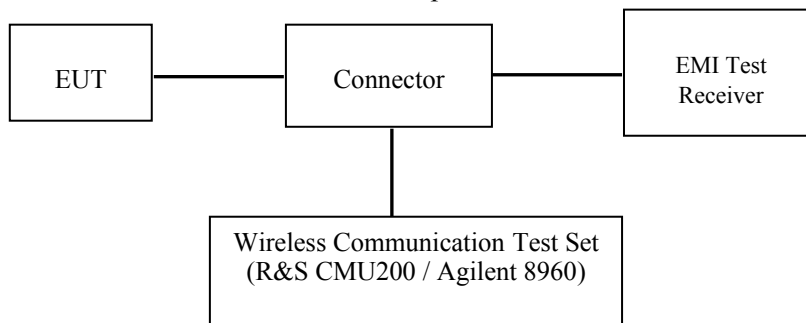 EUT
Connector
EMI Test
Receiver
Wireless Communication Test Set
(R&S CMU200 / Agilent 8960)